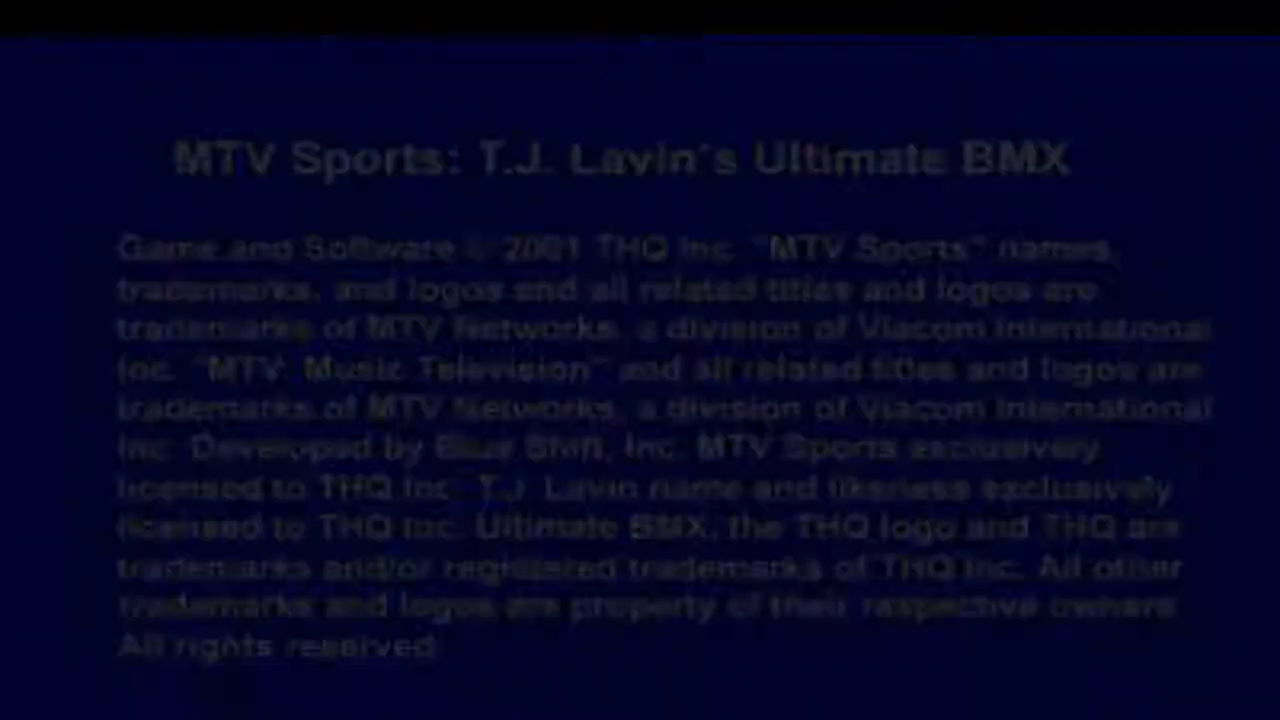 MTV Sports: T.J. Lavin's Ultimate BMX
Game and Software © 2001 THQ Inc. "MTV Sports" names,
trademarks, and logos and all related titles and logos are
trademarks of MTV Networks, a division of Viacom International
Inc. "MTV: Music Television" and all related titles and logos are
trademarks of MTV Networks, a division of Viacom International
Inc. Developed by Blue Shift, Inc. MTV Sports exclusively
licensed to THQ Inc. T.J. Lavin name and likeness exclusively
licensed to THQ Inc. Ultimate BMX, the THQ logo and THQ are
trademarks and/or registered trademarks of THQ Inc. All other
trademarks and logos are property of their respective owners.
All rights reserved.